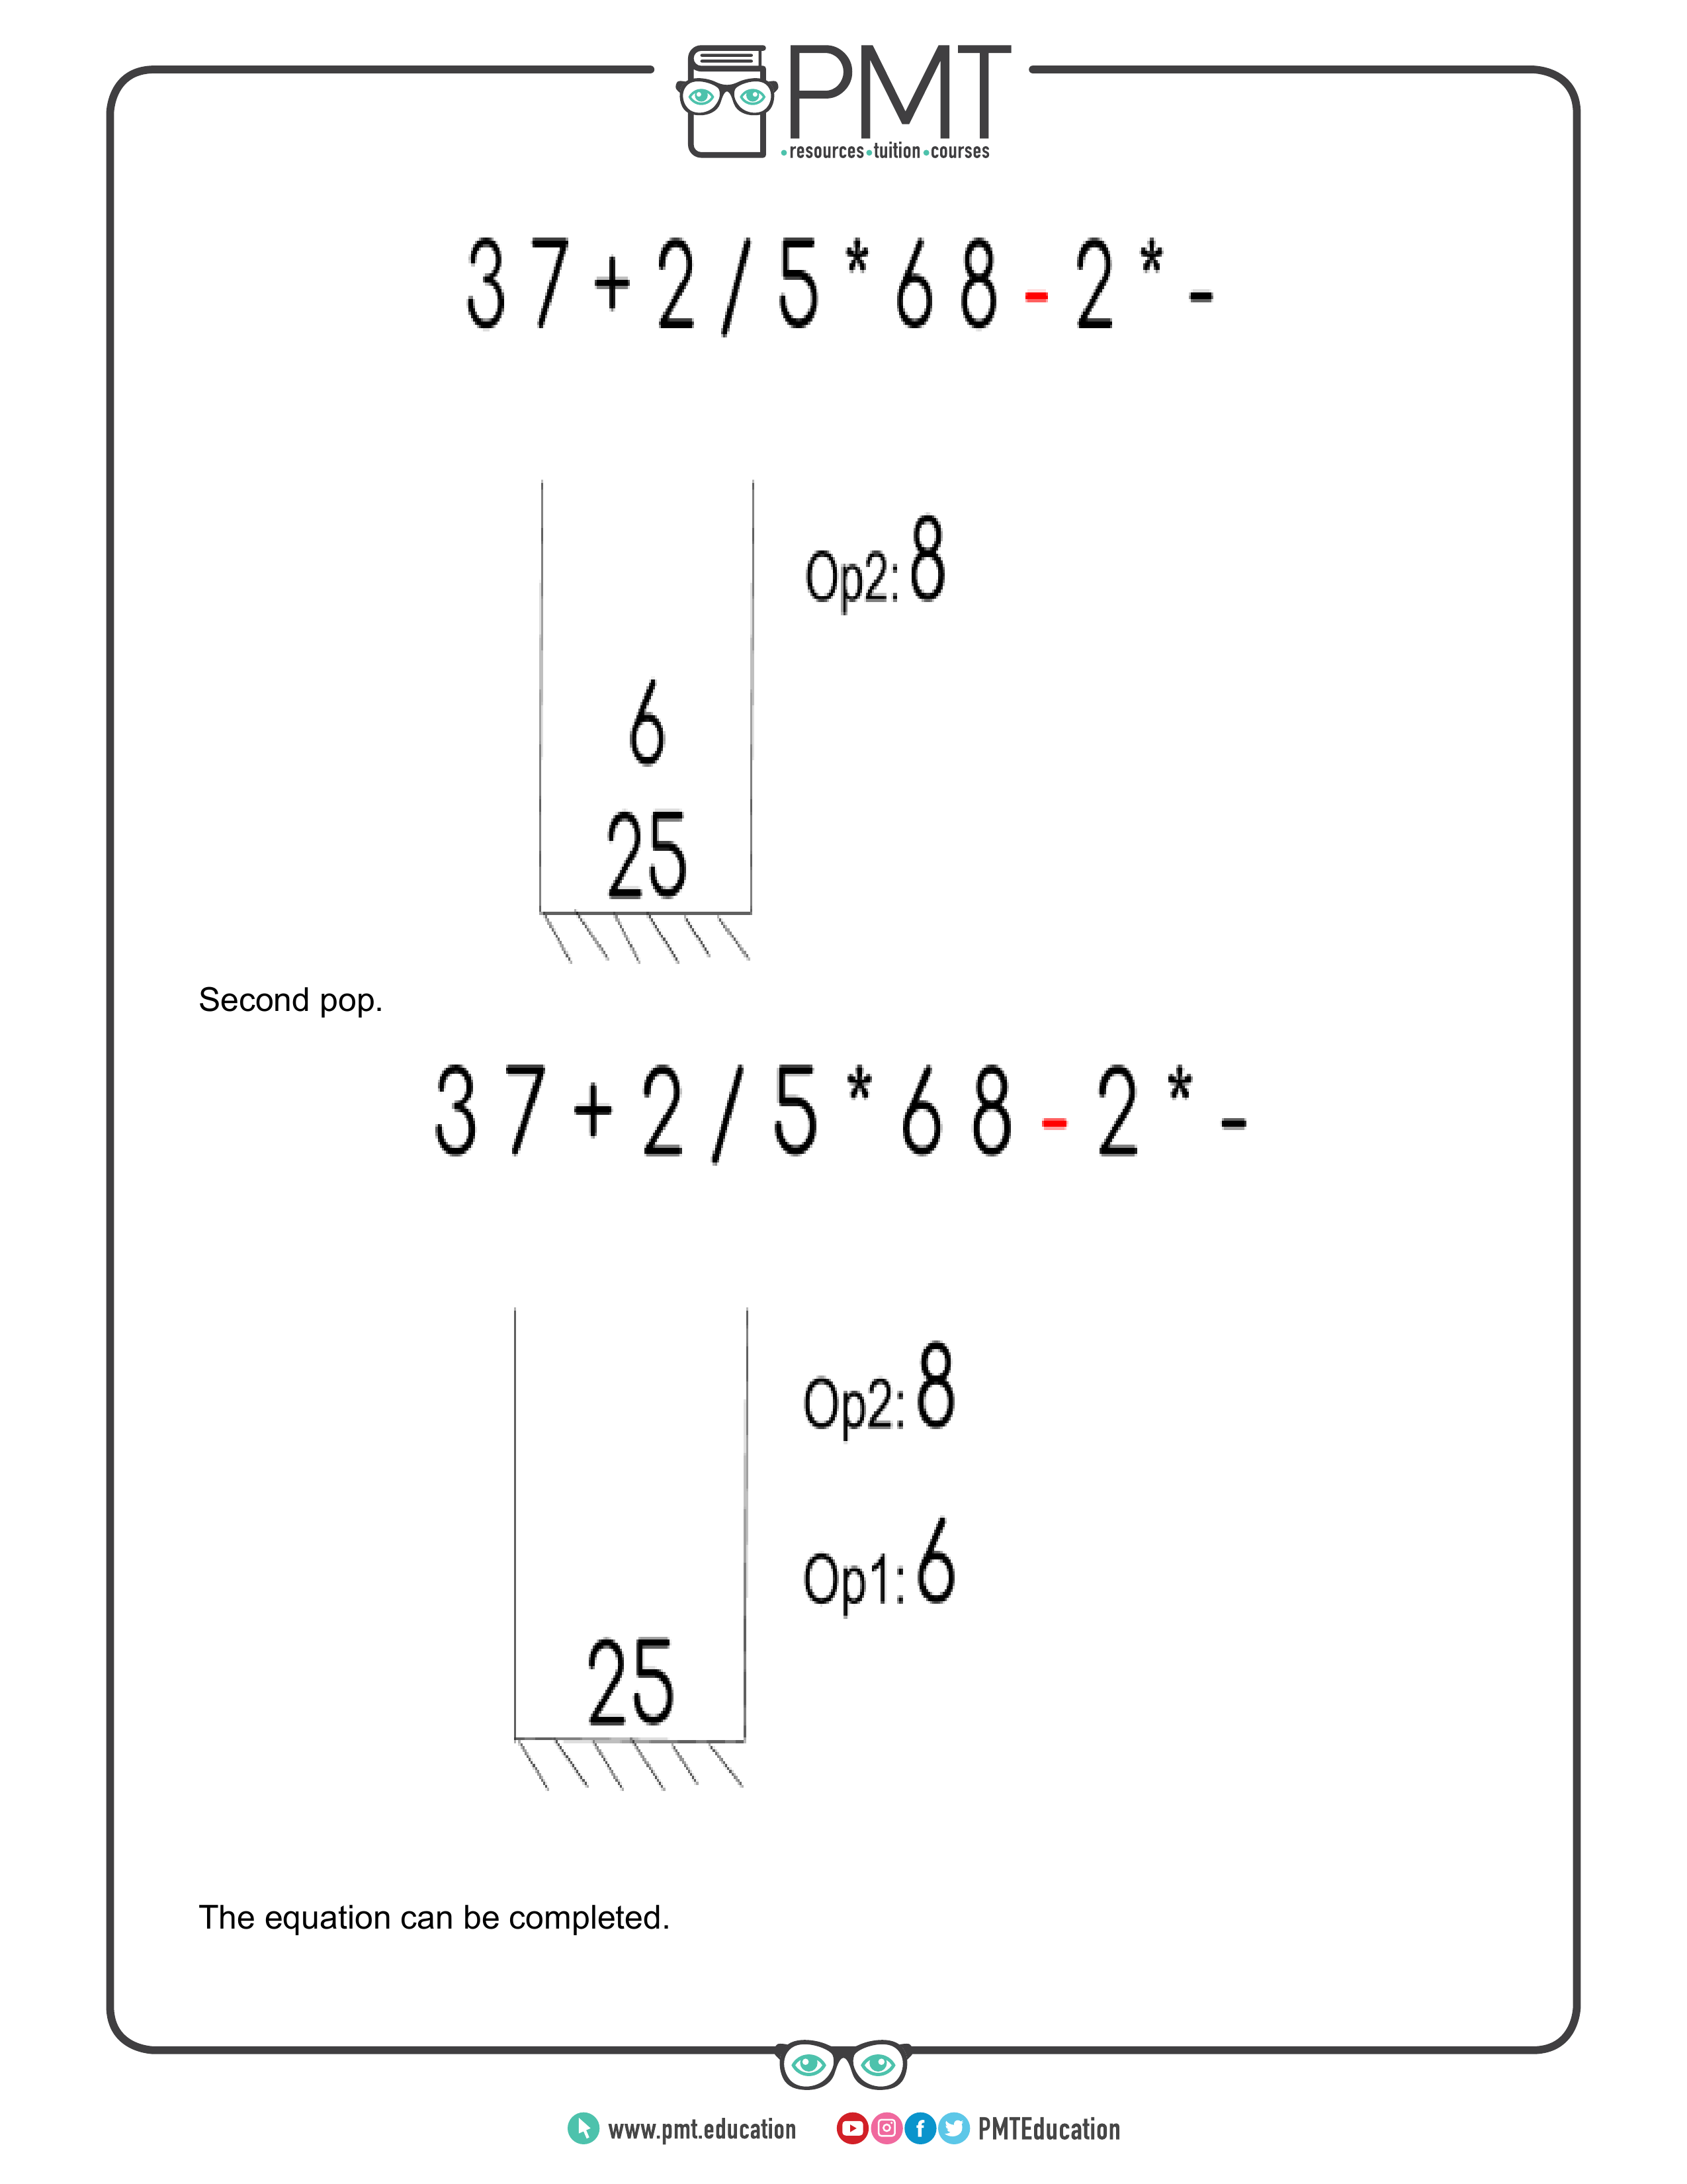 PMT
•resources•tuition•courses
3 7 + 2 / 5 * 6 8 - 2 * -
Op2: 8
6
25
Second pop.
3 7 + 2 / 5 * 6 8 - 2 * -
Op2: 8
Op1: 6
25
The equation can be completed.
www.pmt.education PMTEducation